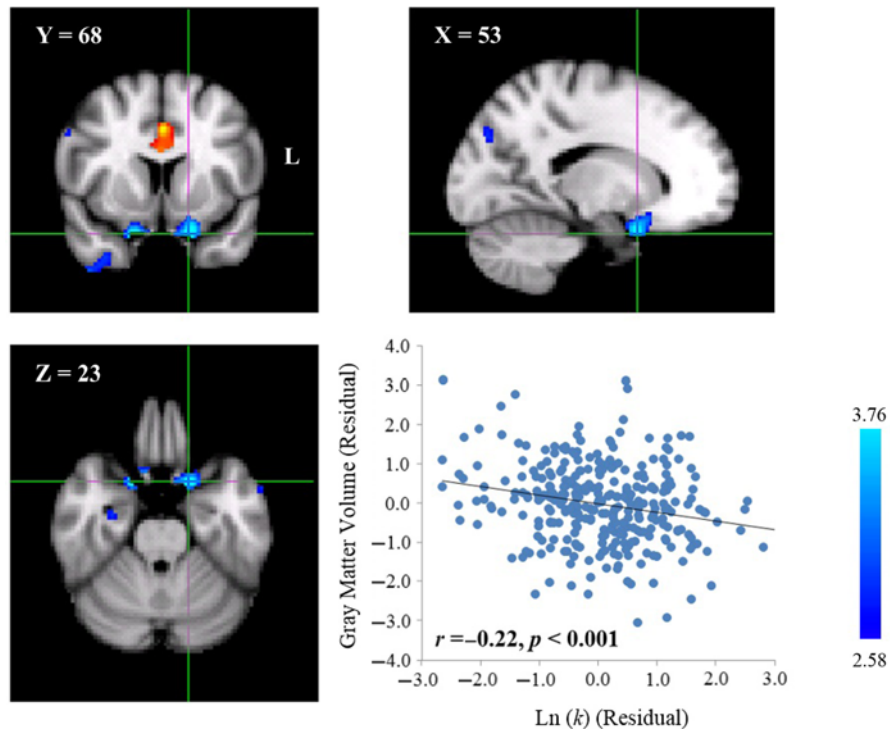 Y = 68
X = 53
L
Z = 23
Gray Matter Volume (Residual)
4.0
3.0
2.0
1.0
0.0
−1.0
−2.0
−3.0
−4.0
r =−0.22, p < 0.001
−3.0 −2.0 −1.0 0.0 1.0 2.0 3.0
Ln (k) (Residual)
3.76
2.58